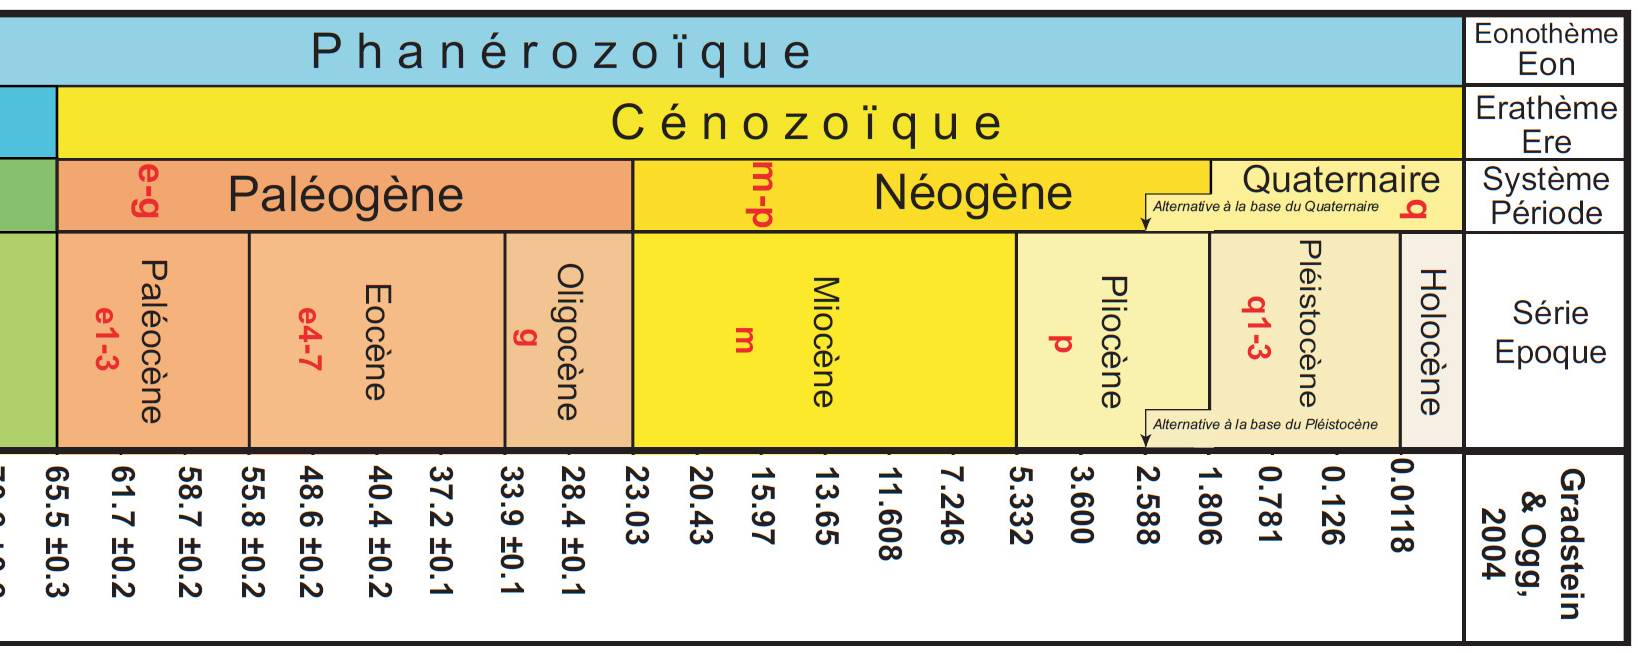 Phanérozoïque
Eonothème
Eon
Cénozoïque
Erathème
Ere
e-g
Paléogène
m-p
Néogène
Quaternaire
Alternative à la base du Quaternaire
q
Système
Période
Paléocène
e1-3
Eocène
e4-7
Oligocène
g
Miocène
m
Pliocène
p
Pléistocène
q1-3
Alternative à la base du Pléistocène
Holocène
Série
Epoque
65.5 ±0.3
61.7 ±0.2
58.7 ±0.2
55.8 ±0.2
48.6 ±0.2
40.4 ±0.2
37.2 ±0.1
33.9 ±0.1
28.4 ±0.1
23.03
20.43
15.97
13.65
11.608
7.246
5.332
3.600
2.588
1.806
0.781
0.126
0.0118
Gradstein
& Ogg,
2004